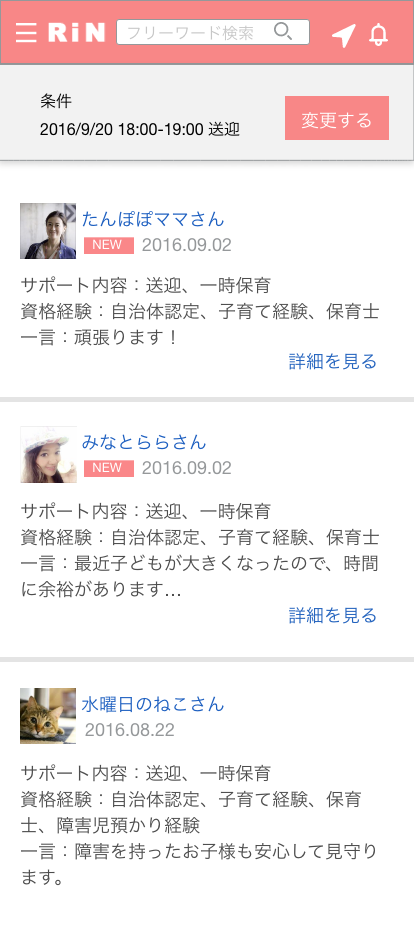 RiN
フリーワード検索
条件
2016/9/20 18:00-19:00 送迎
変更する
たんぽぽママさん
NEW 2016.09.02
サポート内容：送迎、一時保育
資格経験：自治体認定、子育て経験、保育士
一言：頑張ります！
詳細を見る
みなとららさん
NEW 2016.09.02
サポート内容：送迎、一時保育
資格経験：自治体認定、子育て経験、保育士
一言：最近子どもが大きくなったので、時間
に余裕があります…
詳細を見る
水曜日のねこさん
2016.08.22
サポート内容：送迎、一時保育
資格経験：自治体認定、子育て経験、保育
士、障害児預かり経験
一言：障害を持ったお子様も安心して見守り
ます。